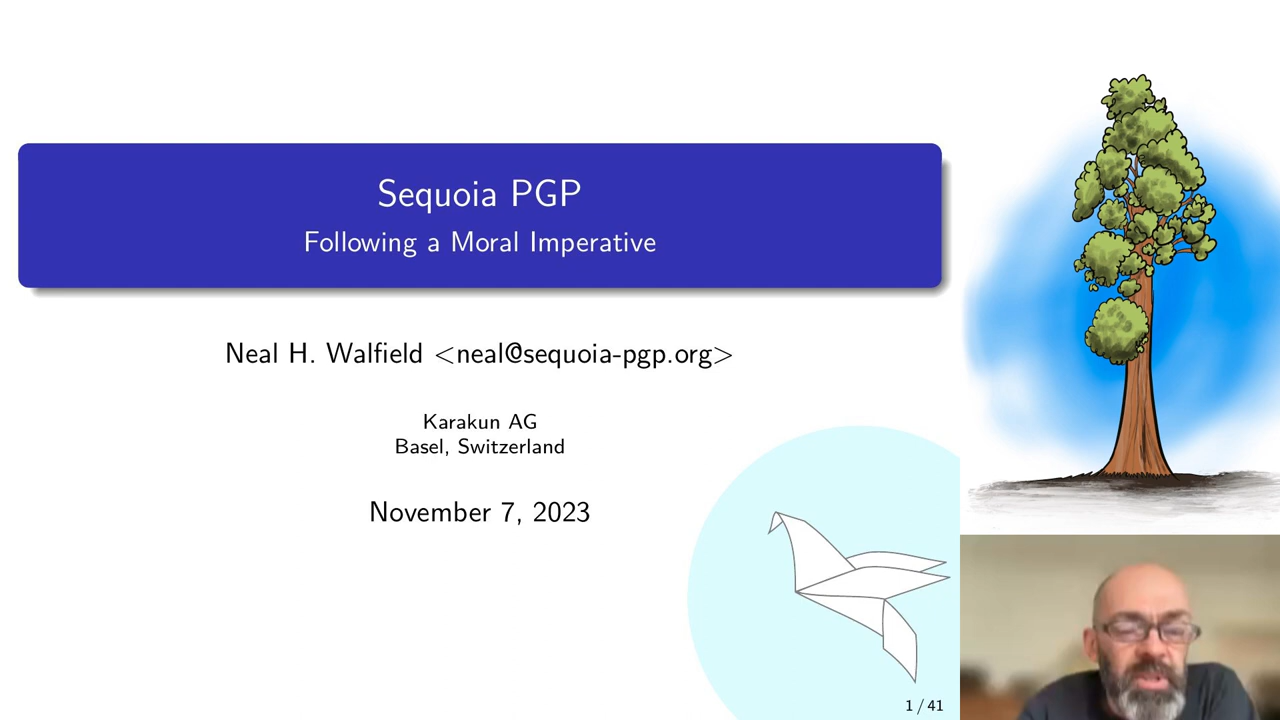 Sequoia PGP
Following a Moral Imperative
Neal H. Walfield <neal@sequoia-pgp.org>
Karakun AG
Basel, Switzerland
November 7, 2023
1 / 41